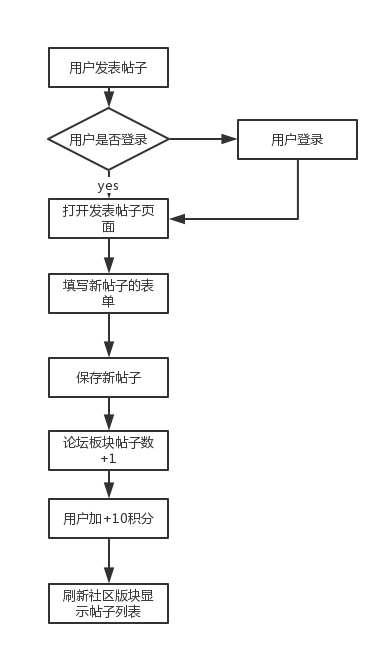 用户发表帖子
用户是否登录
用户登录
yes
打开发表帖子页
面
填写新帖子的表
单
保存新帖子
论坛板块帖子数
+1
用户加+10积分
刷新社区版块显
示帖子列表